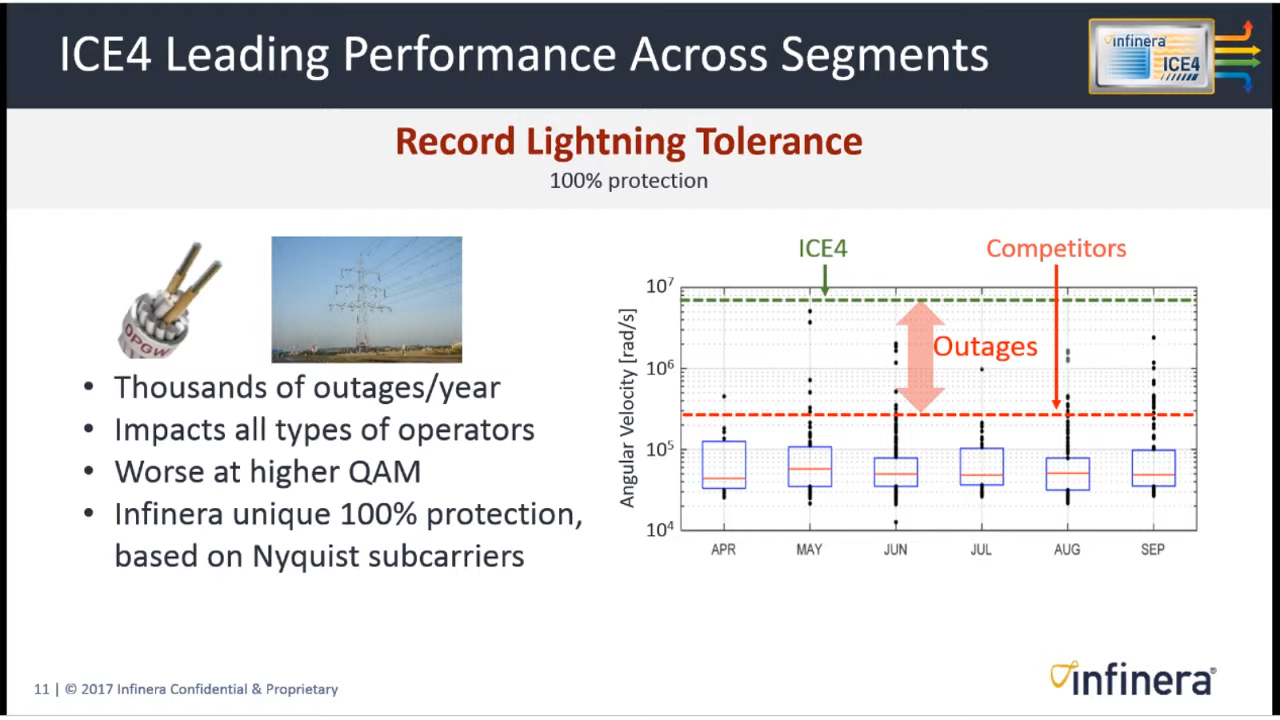 ICE4 Leading Performance Across Segments
infinera
ICE4
Record Lightning Tolerance
100% protection
OPGW
• Thousands of outages/year
• Impacts all types of operators
• Worse at higher QAM
• Infinera unique 100% protection,
based on Nyquist subcarriers
ICE4
Competitors
Outages
Angular Velocity [rad/s]
10⁷
10⁶
10⁵
10⁴
APR MAY JUN JUL AUG SEP
11 | © 2017 Infinera Confidential & Proprietary
infinera®